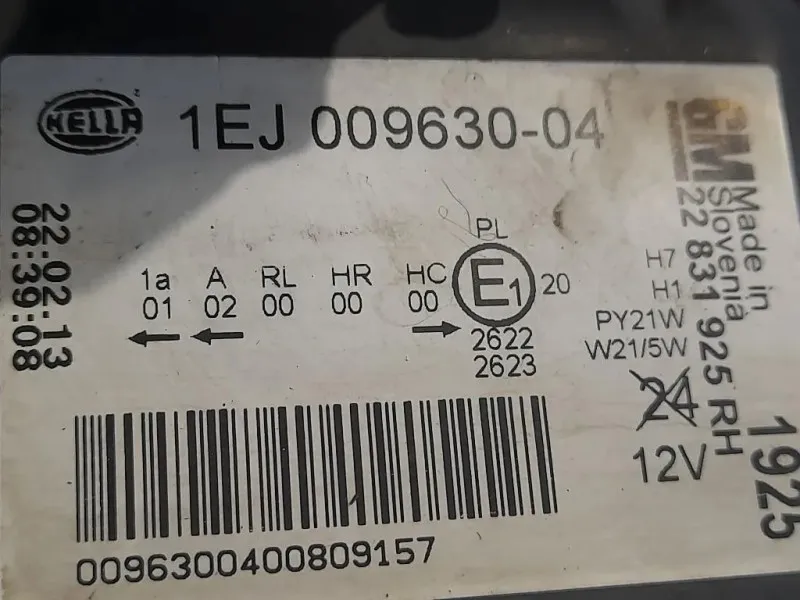 HELLA
1EJ 009630-04
GM
Made in
Slovenia
22 831 925 RH
1925
22.02.13
08:39:08
1a A RL HR HC
01 02 00 00 00
PL
E1 20
2622
2623
H7
H1
PY21W
W21/5W
24
12V
0096300400809157